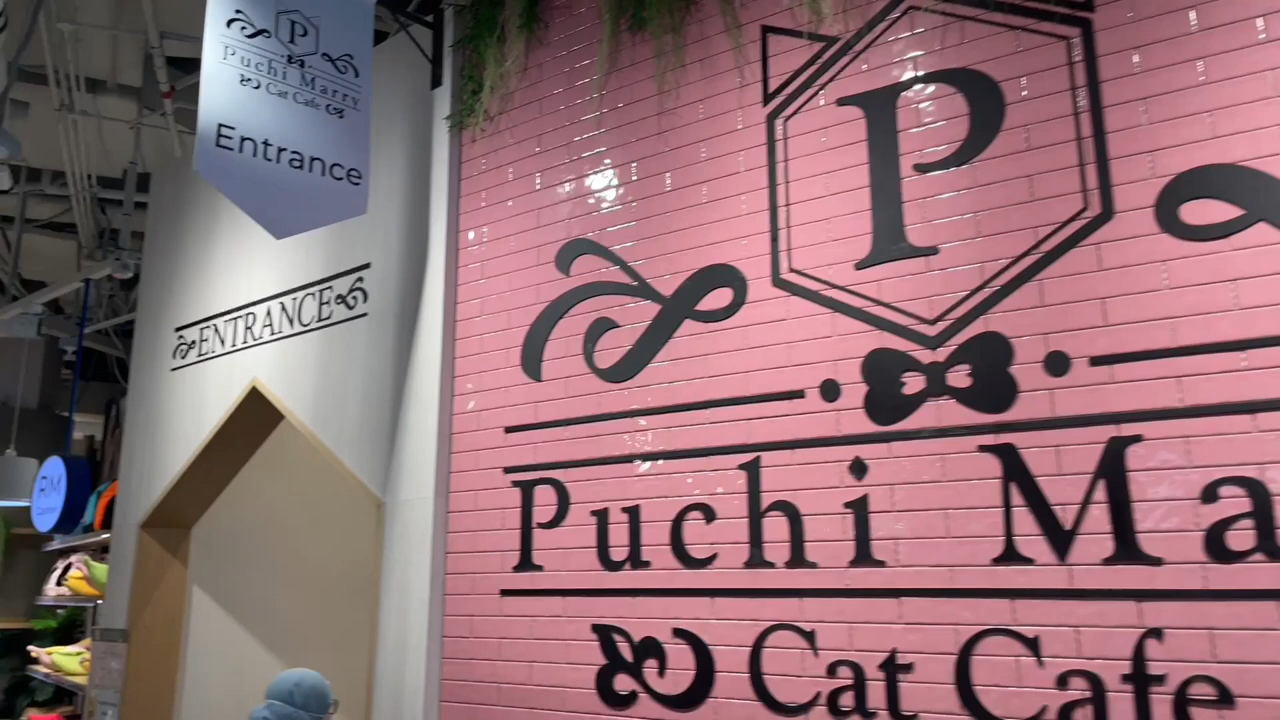 P
Puchi Marry
Cat Cafe
Entrance
ENTRANCE
P
Puchi Ma
Cat Cafe